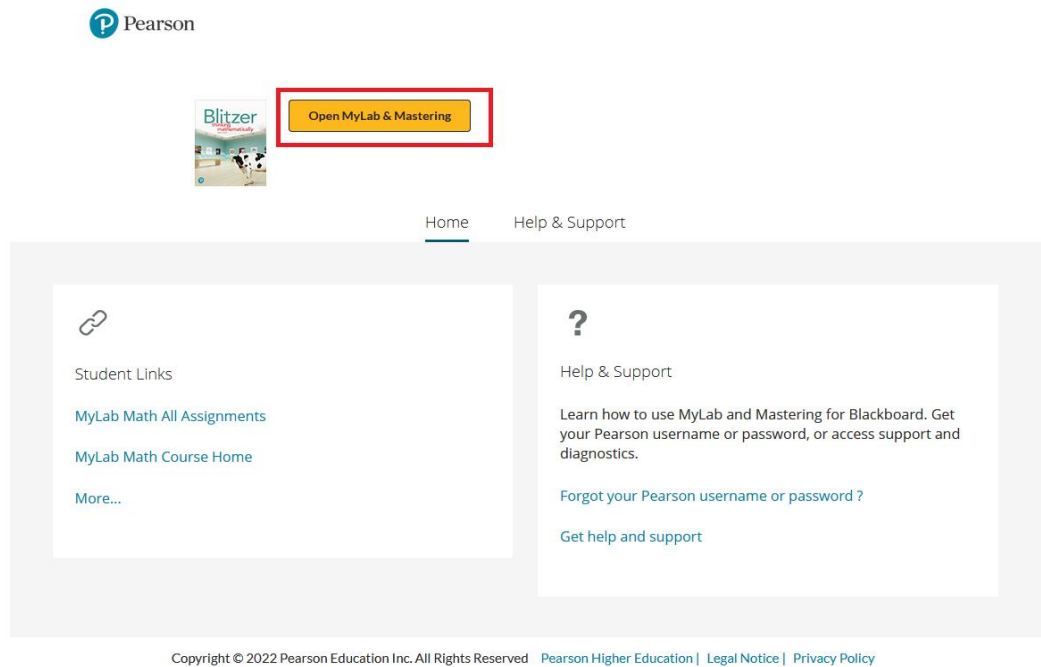 Pearson
Blitzer
thinking
mathematically
Open MyLab & Mastering
Home
Help & Support
Student Links
MyLab Math All Assignments
MyLab Math Course Home
More...
?
Help & Support
Learn how to use MyLab and Mastering for Blackboard. Get
your Pearson username or password, or access support and
diagnostics.
Forgot your Pearson username or password ?
Get help and support
Copyright © 2022 Pearson Education Inc. All Rights Reserved Pearson Higher Education | Legal Notice | Privacy Policy